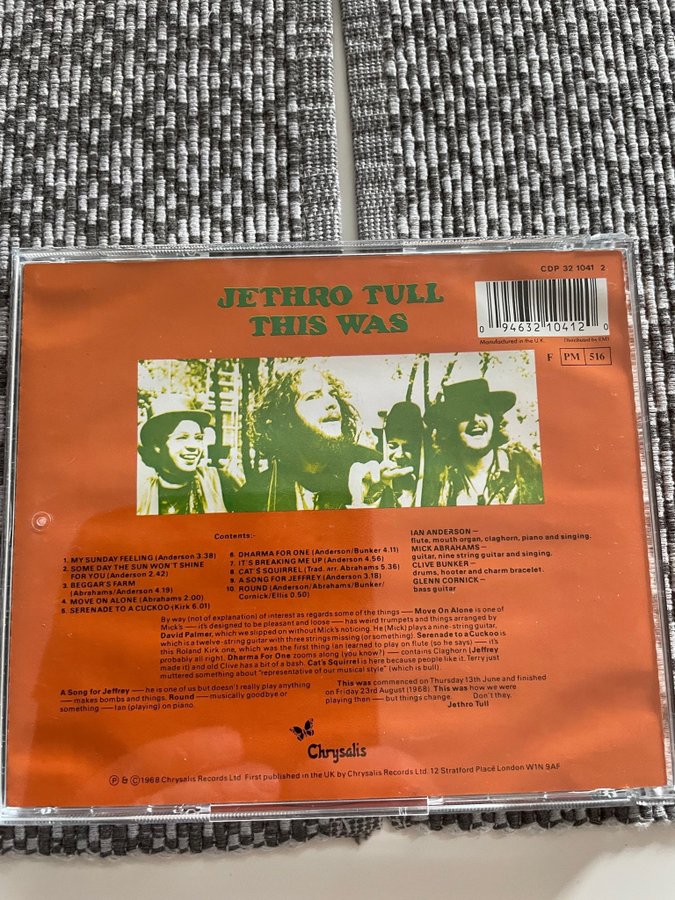 CDP 32 1041 2
JETHRO TULL
THIS WAS
0 94632 10412 0
Manufactured in the U.K. Distributed by EMI
F PM 516
Contents:-
1. MY SUNDAY FEELING (Anderson 3.38)
2. SOME DAY THE SUN WON'T SHINE
FOR YOU (Anderson 2.42)
3. BEGGAR'S FARM
(Abrahams/Anderson 4.19)
4. MOVE ON ALONE (Abrahams 2.00)
5. SERENADE TO A CUCKOO (Kirk 6.01)
6. DHARMA FOR ONE (Anderson/Bunker 4.11)
7. IT'S BREAKING ME UP (Anderson 4.56)
8. CAT'S SQUIRREL (Trad. arr. Abrahams 5.36)
9. A SONG FOR JEFFREY (Anderson 3.18)
10. ROUND (Anderson/Abrahams/Bunker/
Cornick/Ellis 0.50)
IAN ANDERSON —
flute, mouth organ, claghorn, piano and singing.
MICK ABRAHAMS —
guitar, nine string guitar and singing.
CLIVE BUNKER —
drums, hooter and charm bracelet.
GLENN CORNICK —
bass guitar
By way (not of explanation) of interest as regards some of the things — Move On Alone is one of
Mick's — it's designed to be pleasant and loose — has weird trumpets and things arranged by
David Palmer, which we slipped on without Mick's noticing. He (Mick) plays a nine-string guitar,
which is a twelve-string guitar with three strings missing (or something). Serenade to a Cuckoo is
this Roland Kirk one, which was the first thing Ian learned to play on flute (so he says) — it's
probably all right. Dharma For One zooms along (you know?) — contains Claghorn (Jeffrey
made it) and old Clive has a bit of a bash. Cat's Squirrel is here because people like it. Terry just
muttered something about "representative of our musical style" (which is bull).
A Song for Jeffrey — he is one of us but doesn't really play anything
— makes bombs and things. Round — musically goodbye or
something — Ian (playing) on piano.
This was commenced on Thursday 13th June and finished
on Friday 23rd August (1968). This was how we were
playing then — but things change. Don't they.
Jethro Tull
Chrysalis
Ⓟ & © 1968 Chrysalis Records Ltd. First published in the UK by Chrysalis Records Ltd. 12 Stratford Place London W1N 9AF